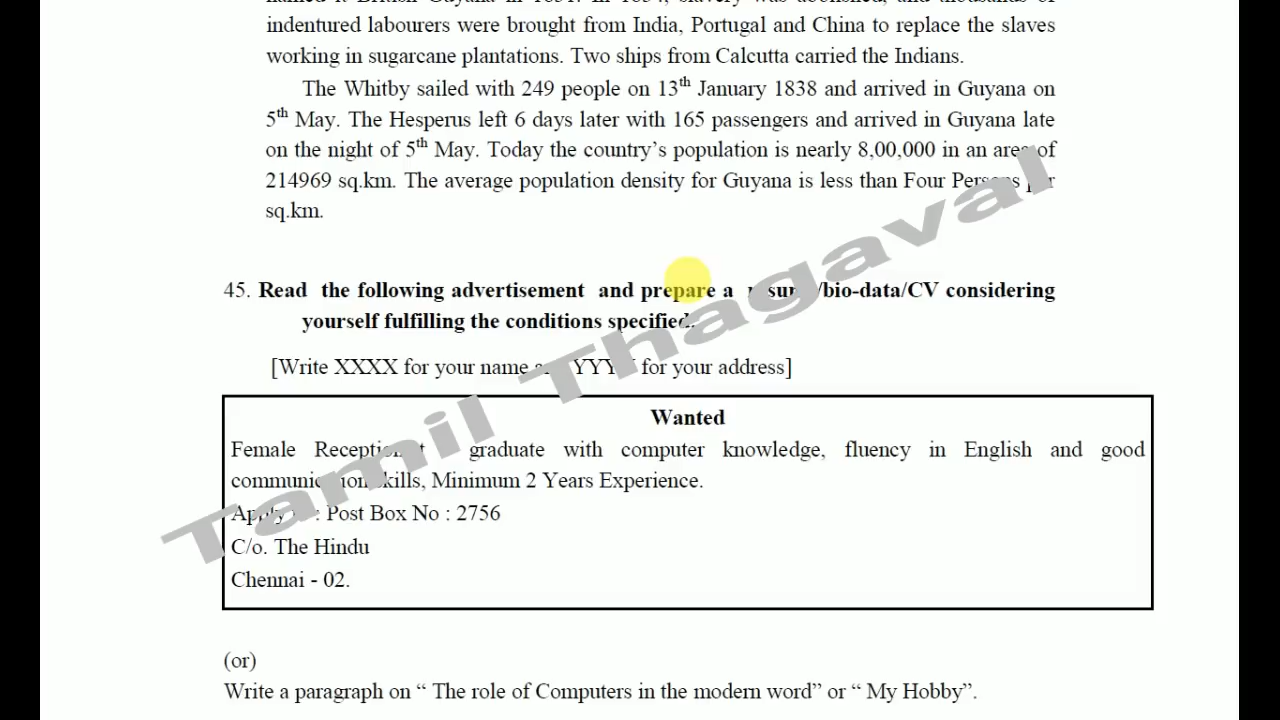 indentured labourers were brought from India, Portugal and China to replace the slaves
working in sugarcane plantations. Two ships from Calcutta carried the Indians.
The Whitby sailed with 249 people on 13th January 1838 and arrived in Guyana on
5th May. The Hesperus left 6 days later with 165 passengers and arrived in Guyana late
on the night of 5th May. Today the country's population is nearly 8,00,000 in an area of
214969 sq.km. The average population density for Guyana is less than Four Persons per
sq.km.
45. Read the following advertisement and prepare a /bio-data/CV considering
yourself fulfilling the conditions specified.
[Write XXXX for your name YYYY for your address]
Wanted
Female Receptionist graduate with computer knowledge, fluency in English and good
communication skills, Minimum 2 Years Experience.
Apply : Post Box No : 2756
C/o. The Hindu
Chennai - 02.
(or)
Write a paragraph on “ The role of Computers in the modern word” or “ My Hobby”.
Tamil Thagaval